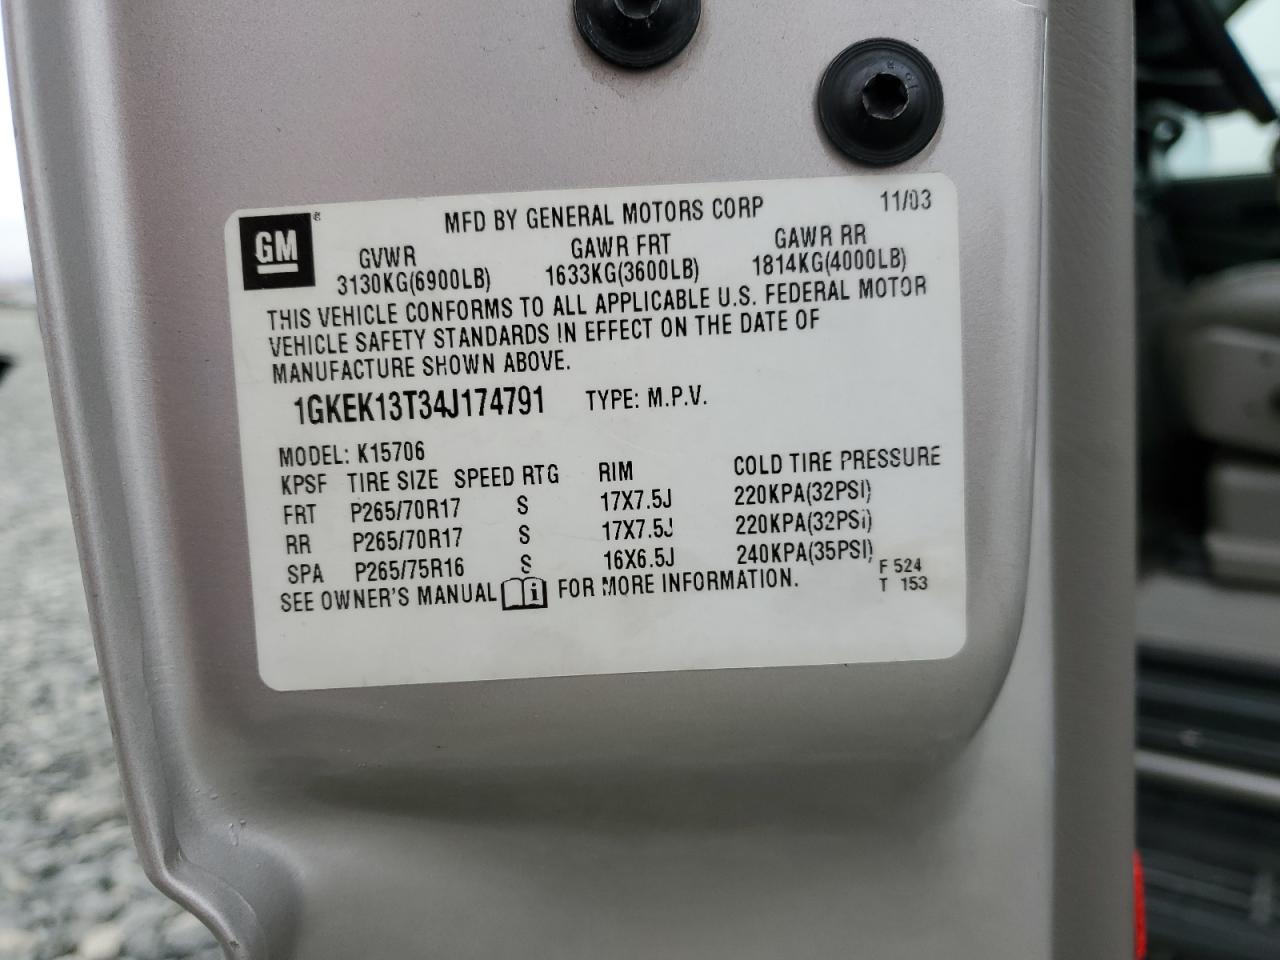 GM
MFD BY GENERAL MOTORS CORP 11/03
GVWR GAWR FRT GAWR RR
3130KG(6900LB) 1633KG(3600LB) 1814KG(4000LB)
THIS VEHICLE CONFORMS TO ALL APPLICABLE U.S. FEDERAL MOTOR
VEHICLE SAFETY STANDARDS IN EFFECT ON THE DATE OF
MANUFACTURE SHOWN ABOVE.
1GKEK13T34J174791 TYPE: M.P.V.
MODEL: K15706
KPSF TIRE SIZE SPEED RTG RIM COLD TIRE PRESSURE
FRT P265/70R17 S 17X7.5J 220KPA(32PSI)
RR P265/70R17 S 17X7.5J 220KPA(32PSI)
SPA P265/75R16 S 16X6.5J 240KPA(35PSI)
SEE OWNER'S MANUAL i FOR MORE INFORMATION.
F 524
T 153